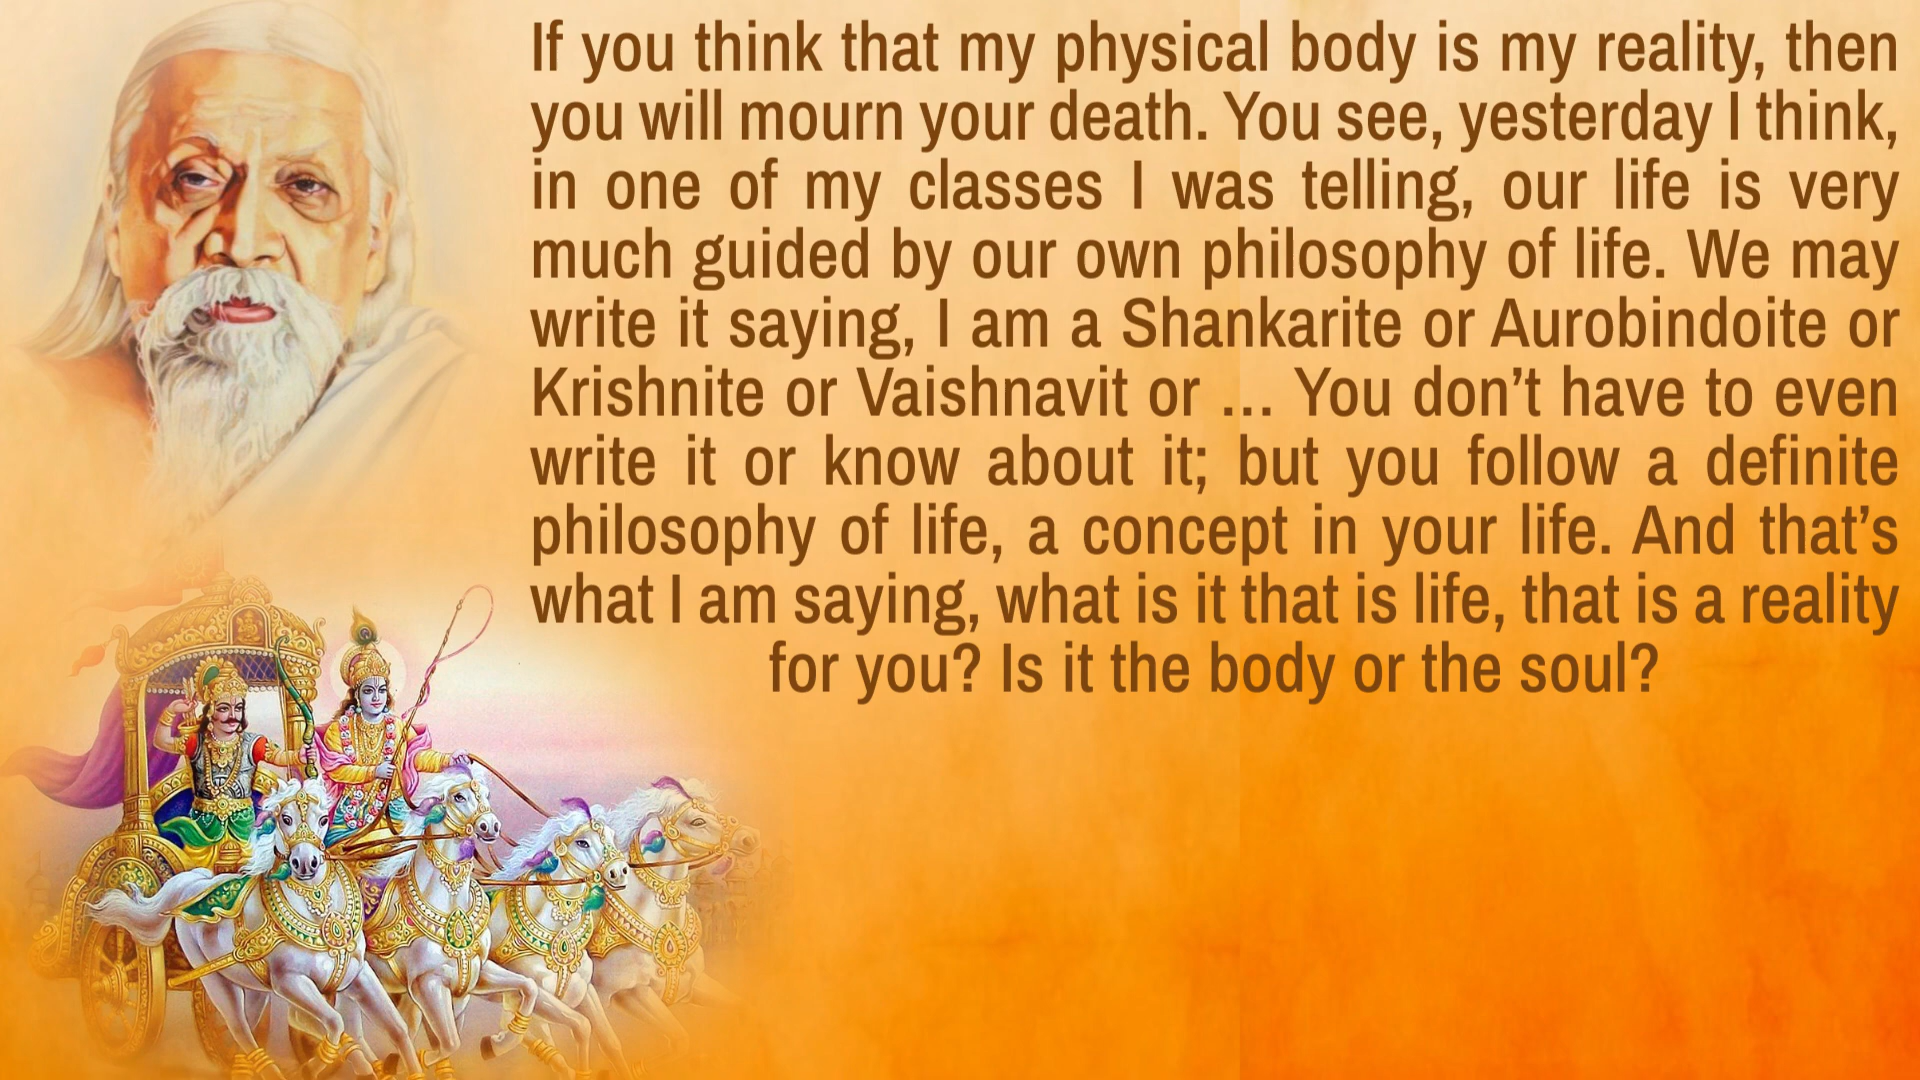 If you think that my physical body is my reality, then
you will mourn your death. You see, yesterday I think,
in one of my classes I was telling, our life is very
much guided by our own philosophy of life. We may
write it saying, I am a Shankarite or Aurobindoite or
Krishnite or Vaishnavit or … You don’t have to even
write it or know about it; but you follow a definite
philosophy of life, a concept in your life. And that’s
what I am saying, what is it that is life, that is a reality
for you? Is it the body or the soul?